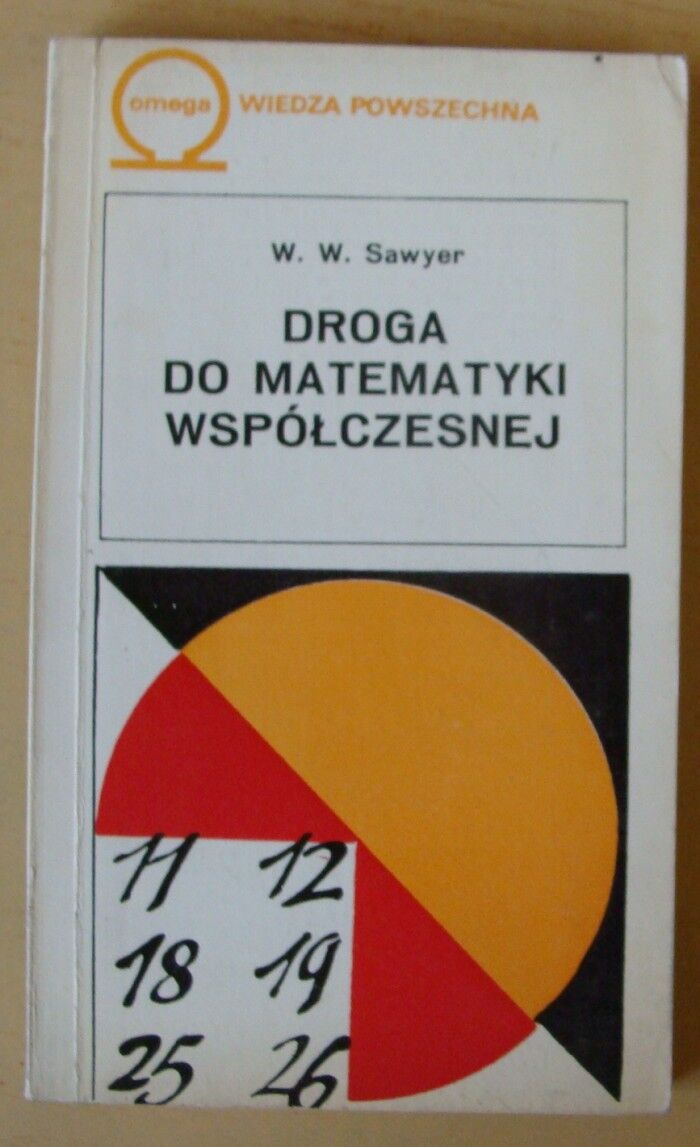 omega WIEDZA POWSZECHNA
W. W. Sawyer
DROGA
DO MATEMATYKI
WSPÓŁCZESNEJ
11 12
18 19
25 26